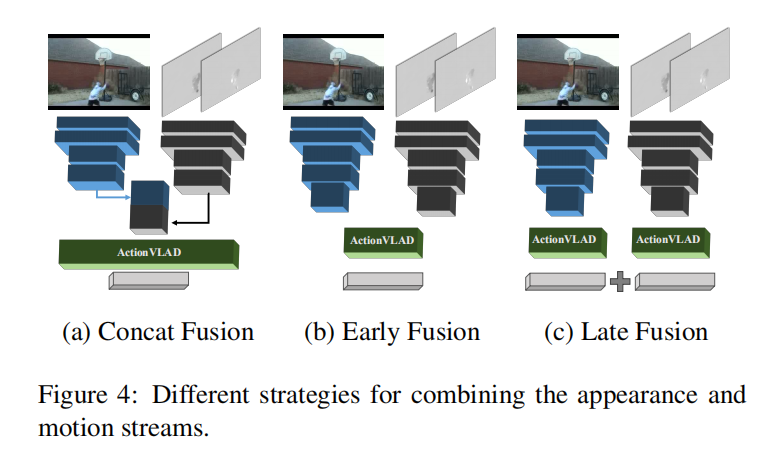 ActionVLAD
ActionVLAD
ActionVLAD
ActionVLAD
(a) Concat Fusion
(b) Early Fusion
(c) Late Fusion
Figure 4: Different strategies for combining the appearance and
motion streams.